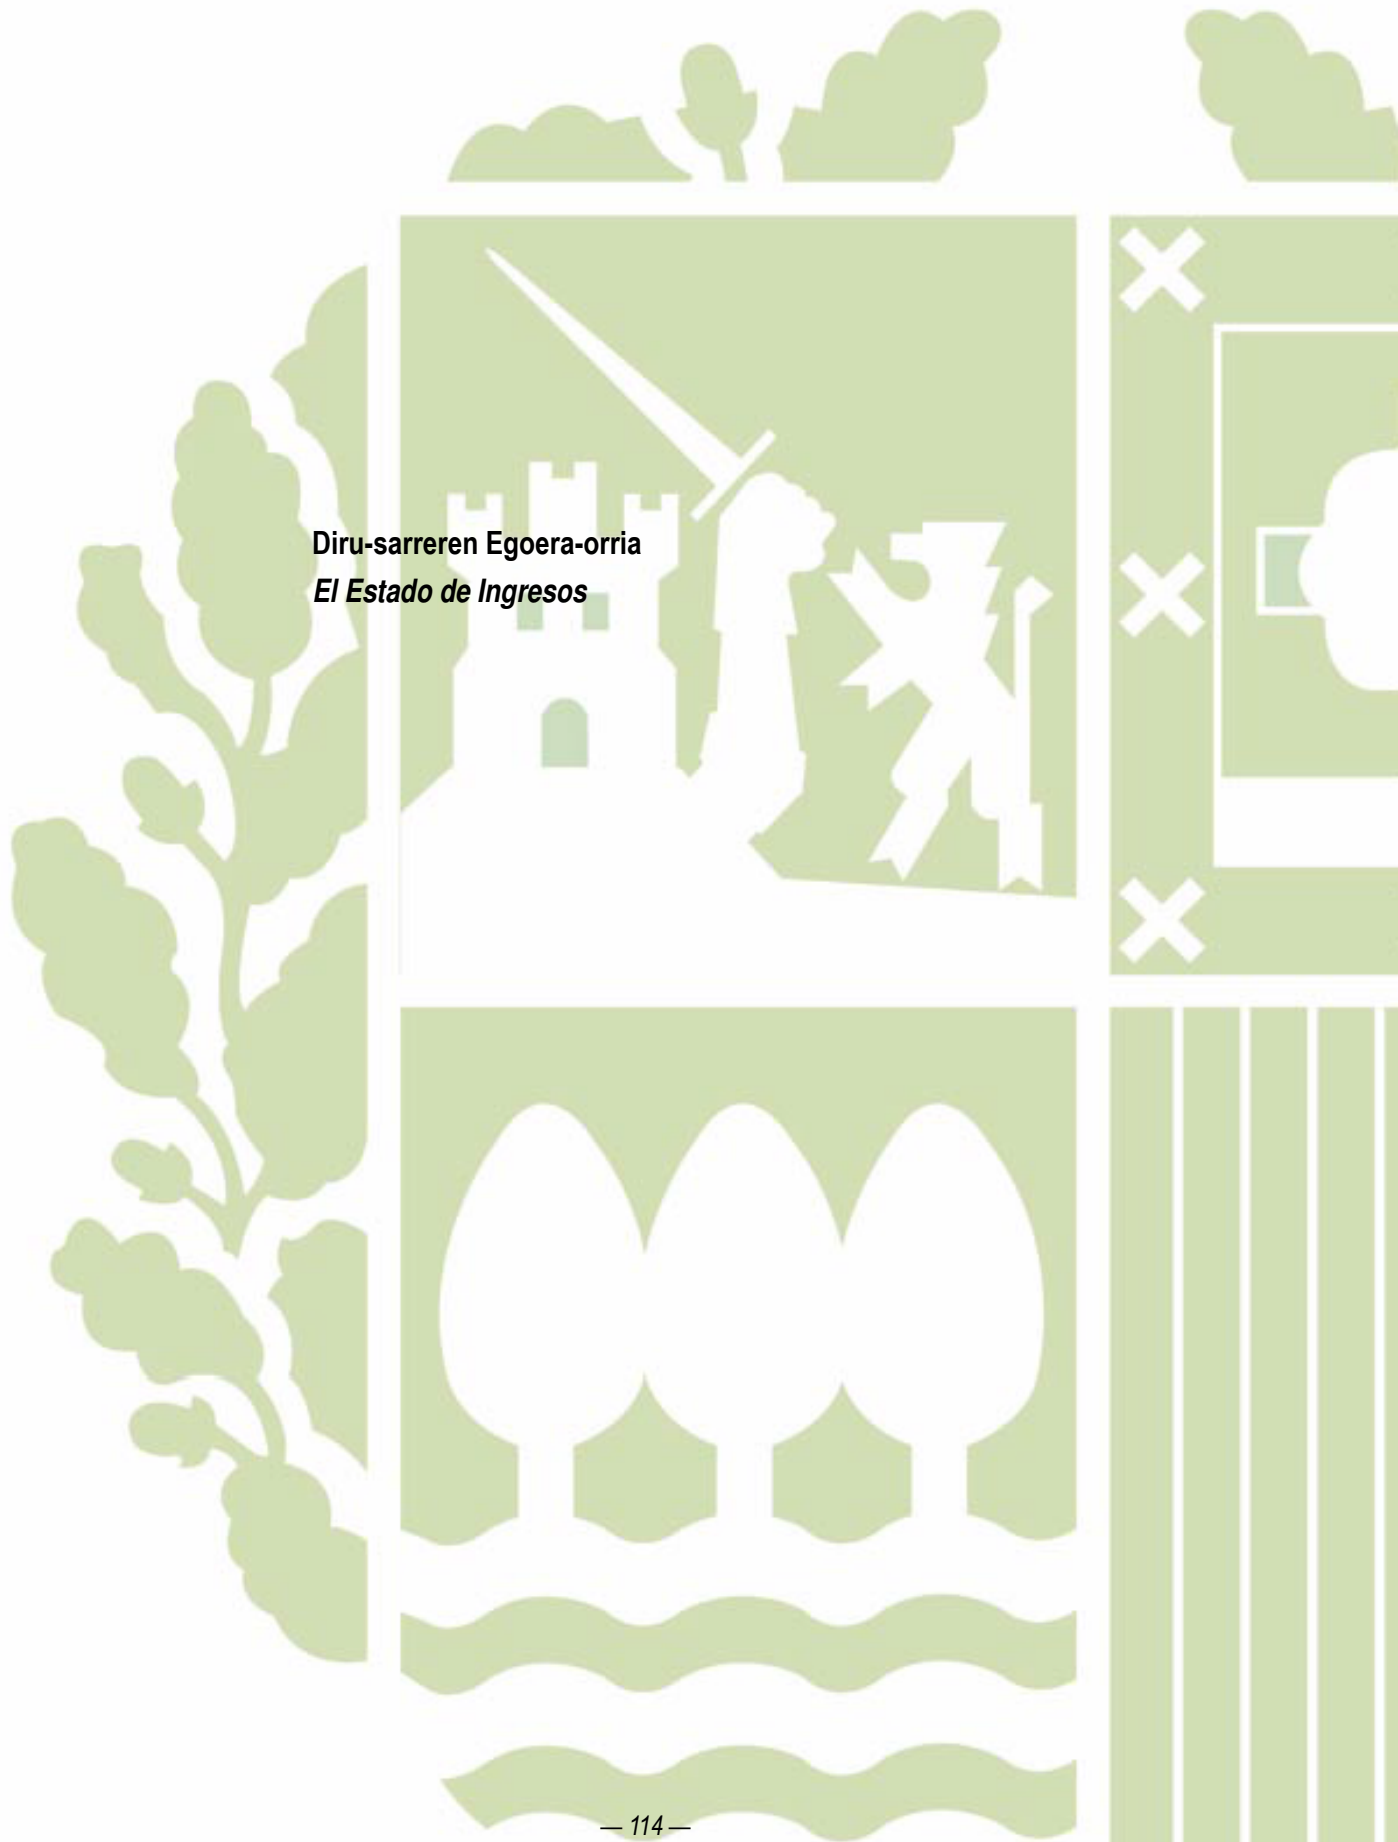 Diru-sarreren Egoera-orria
El Estado de Ingresos
— 114 —